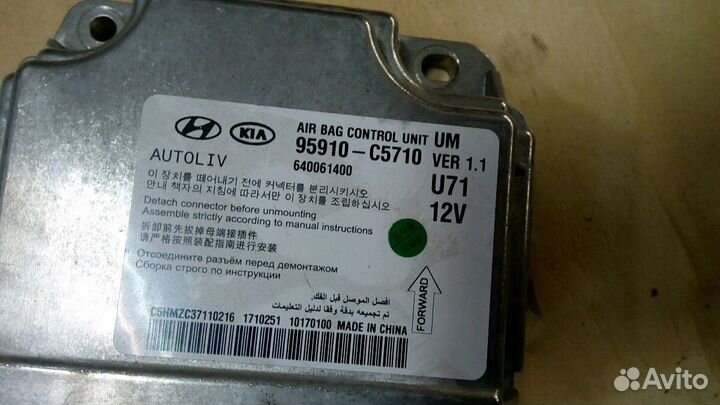 KIA
AIR BAG CONTROL UNIT UM
AUTOLIV
95910-C5710 VER 1.1
640061400
U71
12V
이 장치를 떼어내기 전에 커넥터를 분리시키시오
안내 책자의 지침에 따라서만 이 장치를 조립하십시오
Detach connector before unmounting
Assemble strictly according to manual instructions
拆卸前先拔掉母端接插件
请严格按照装配指南进行安装
Отсоедините разъём перед демонтажом
Сборка строго по инструкции
افصل الموصل قبل الفك.
تم تجميعه بدقة وفقا لدليل التعليمات
FORWARD
C5HMZC37110216 1710251 10170100 MADE IN CHINA
Avito